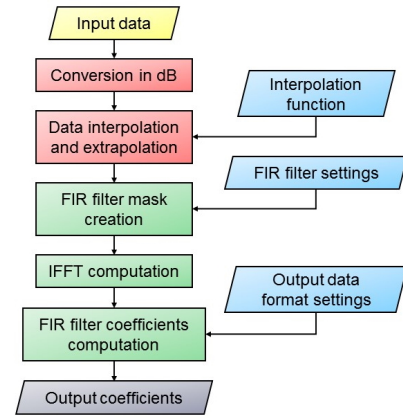 Input data
Conversion in dB
Interpolation
function
Data interpolation
and extrapolation
FIR filter settings
FIR filter mask
creation
IFFT computation
Output data
format settings
FIR filter coefficients
computation
Output coefficients